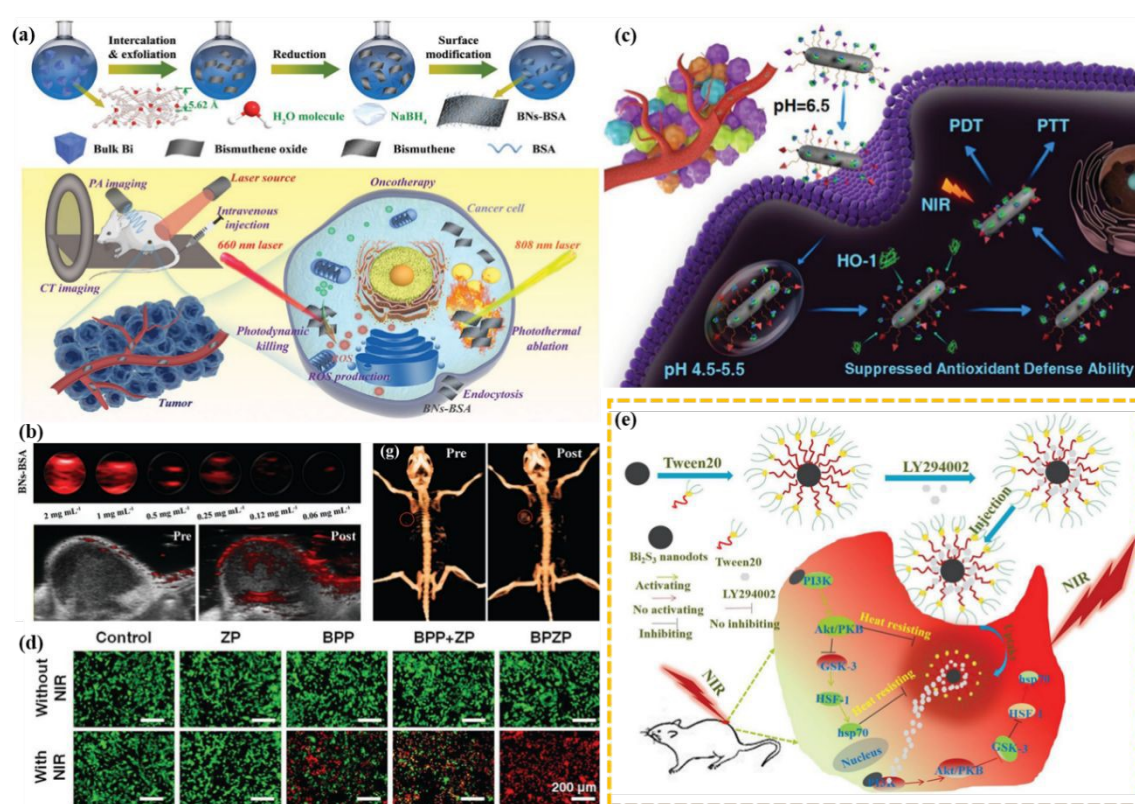 (a)
Intercalation
& exfoliation
Reduction
Surface
modification
5.62 Å
H₂O molecule
NaBH₄
BNs-BSA
Bulk Bi
Bismuthene oxide
Bismuthene
BSA
PA imaging
Laser source
Intravenous
injection
CT imaging
Oncotherapy
Cancer cell
660 nm laser
808 nm laser
Photodynamic
killing
ROS
ROS production
Photothermal
ablation
Endocytosis
BNs-BSA
Tumor
(b)
BNs-BSA
2 mg mL⁻¹
1 mg mL⁻¹
0.5 mg mL⁻¹
0.25 mg mL⁻¹
0.12 mg mL⁻¹
0.06 mg mL⁻¹
Pre
Post
(g)
Pre
Post
(c)
pH=6.5
PDT
PTT
NIR
HO-1
pH 4.5-5.5
Suppressed Antioxidant Defense Ability
(d)
Control
ZP
BPP
BPP+ZP
BPZP
Without
NIR
With
NIR
200 μm
(e)
Tween20
LY294002
Injection
Bi₂S₃ nanodots
Tween20
Activating
LY294002
No activating
Inhibiting
No inhibiting
PI3K
Akt/PKB
Heat resisting
GSK-3
HSF-1
Heat resisting
hsp70
Nucleus
NIR
NIR
hsp70
HSF-1
GSK-3
Akt/PKB